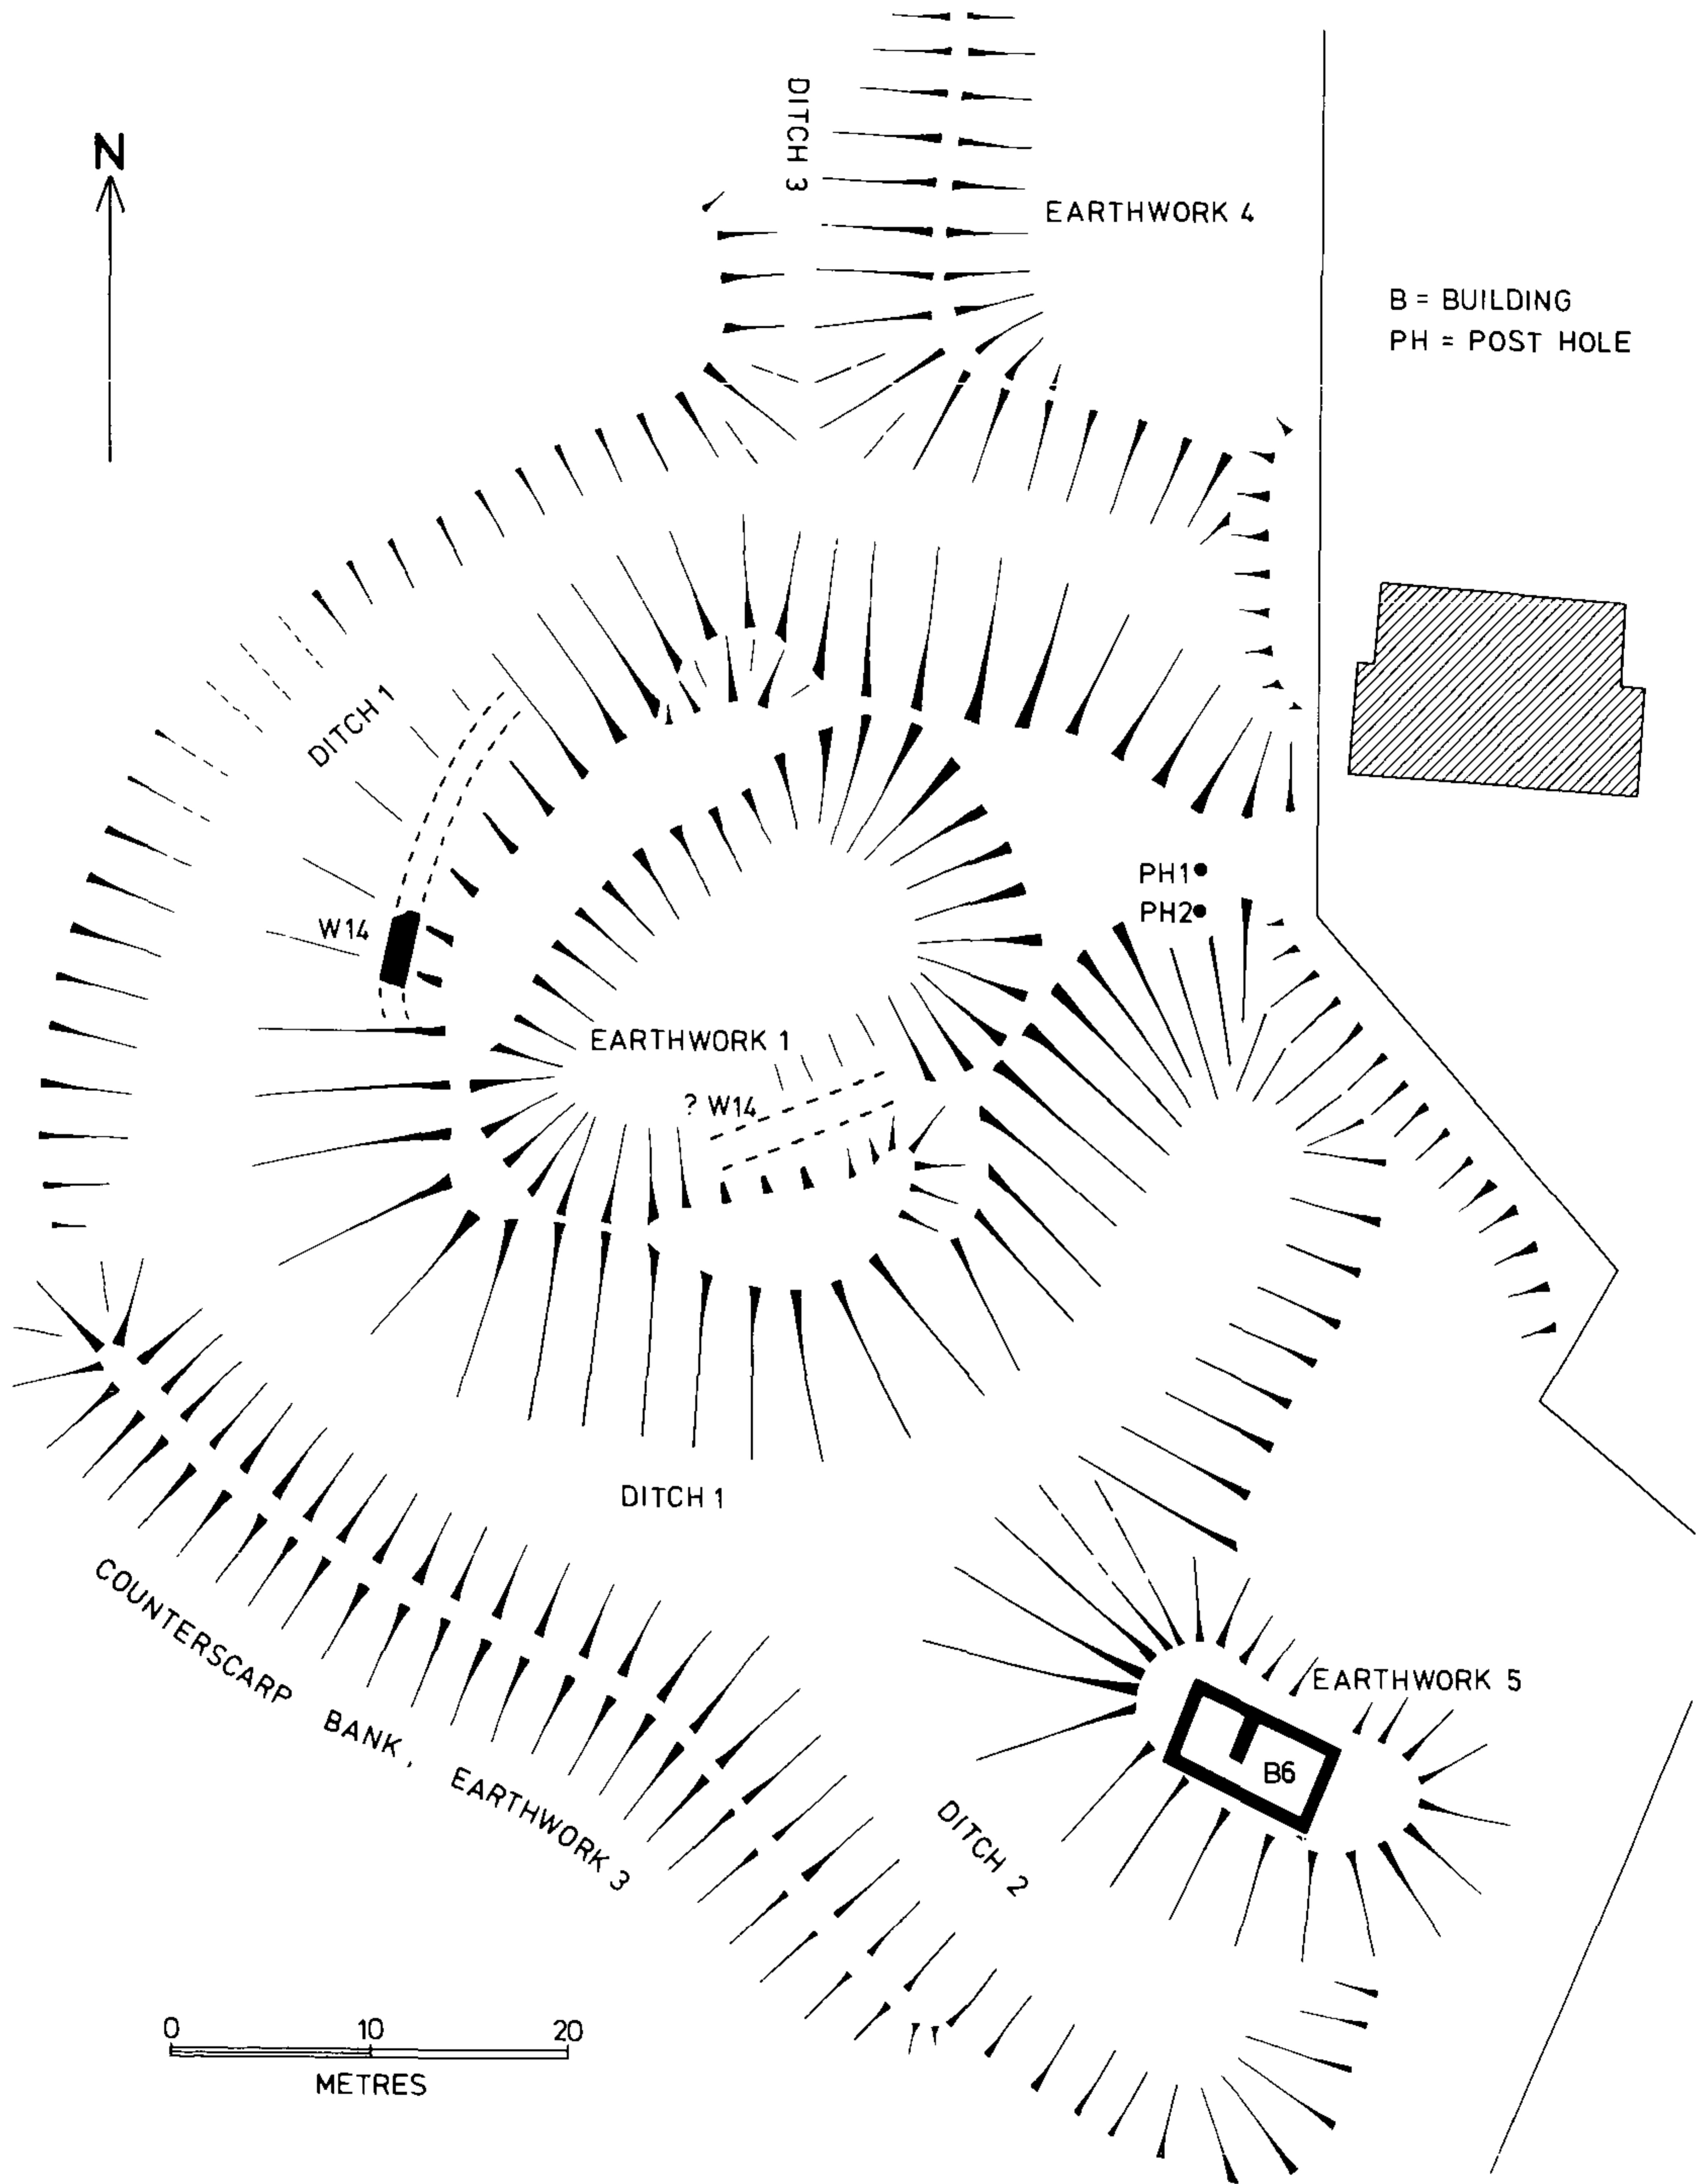 DITCH 3
N
EARTHWORK 4
B = BUILDING
PH = POST HOLE
DITCH 1
PH1
PH2
W14
EARTHWORK 1
? W14
DITCH 1
COUNTERSCARP BANK, EARTHWORK 3
EARTHWORK 5
B6
DITCH 2
0 10 20
METRES